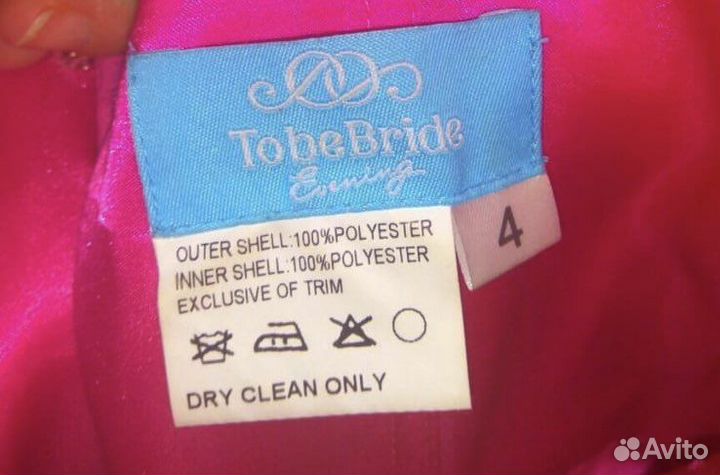 TobeBride
Evening
4
OUTER SHELL:100%POLYESTER
INNER SHELL:100%POLYESTER
EXCLUSIVE OF TRIM
DRY CLEAN ONLY
Avito